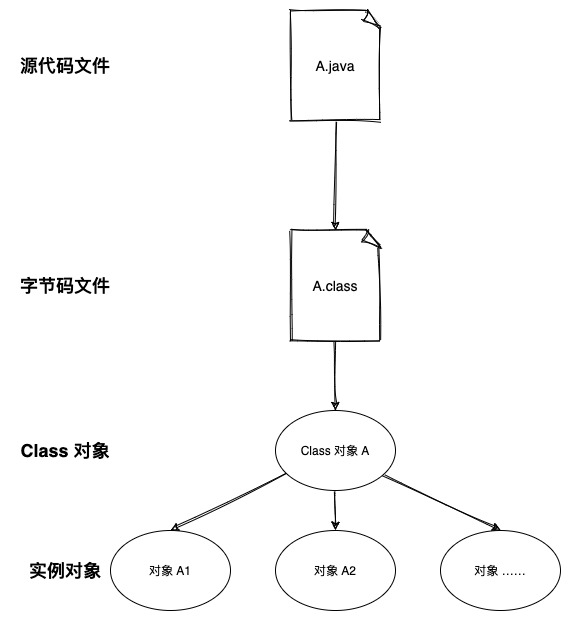 源代码文件
A.java
字节码文件
A.class
Class 对象
Class 对象 A
实例对象
对象 A1
对象 A2
对象 ……